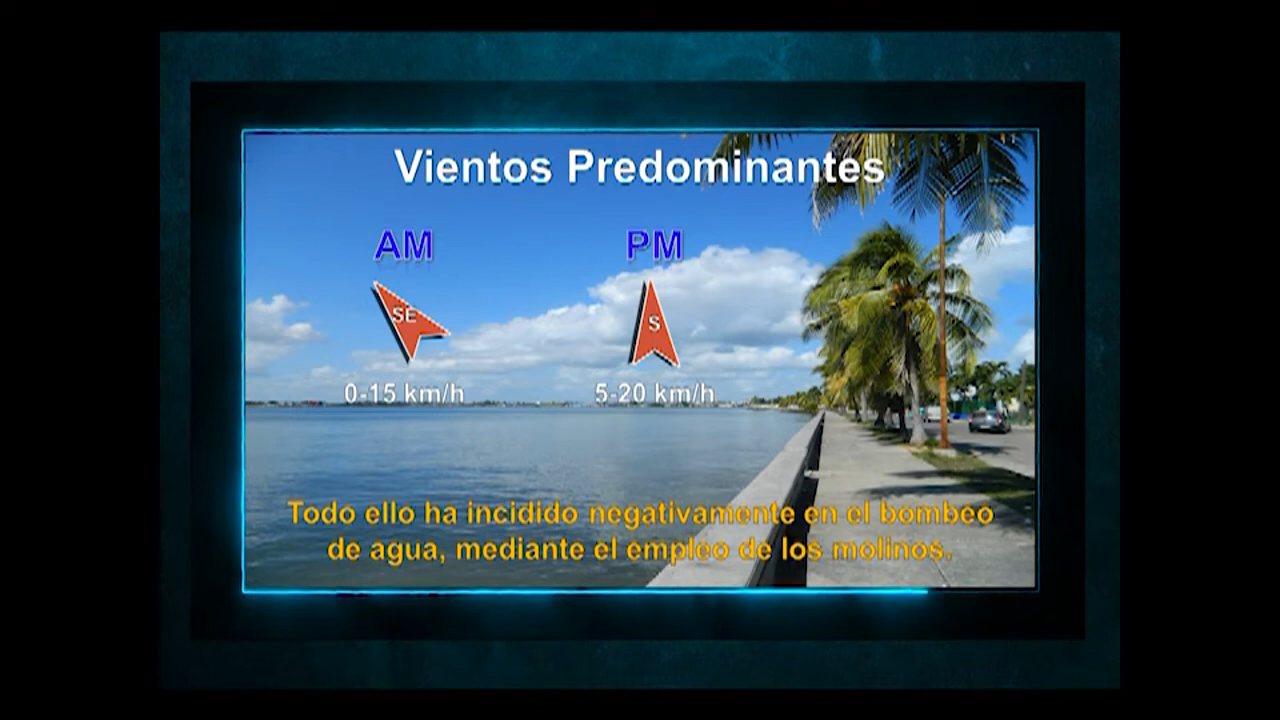 Vientos Predominantes
AM
PM
SE
S
0-15 km/h
5-20 km/h
Todo ello ha incidido negativamente en el bombeo
de agua, mediante el empleo de los molinos.